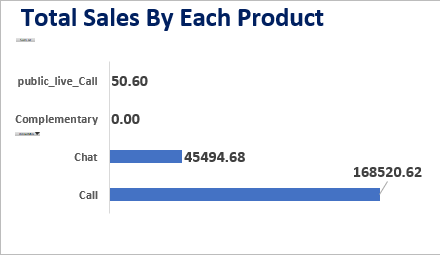 Total Sales By Each Product
public_live_Call 50.60
Complementary 0.00
Chat 45494.68
168520.62
Call